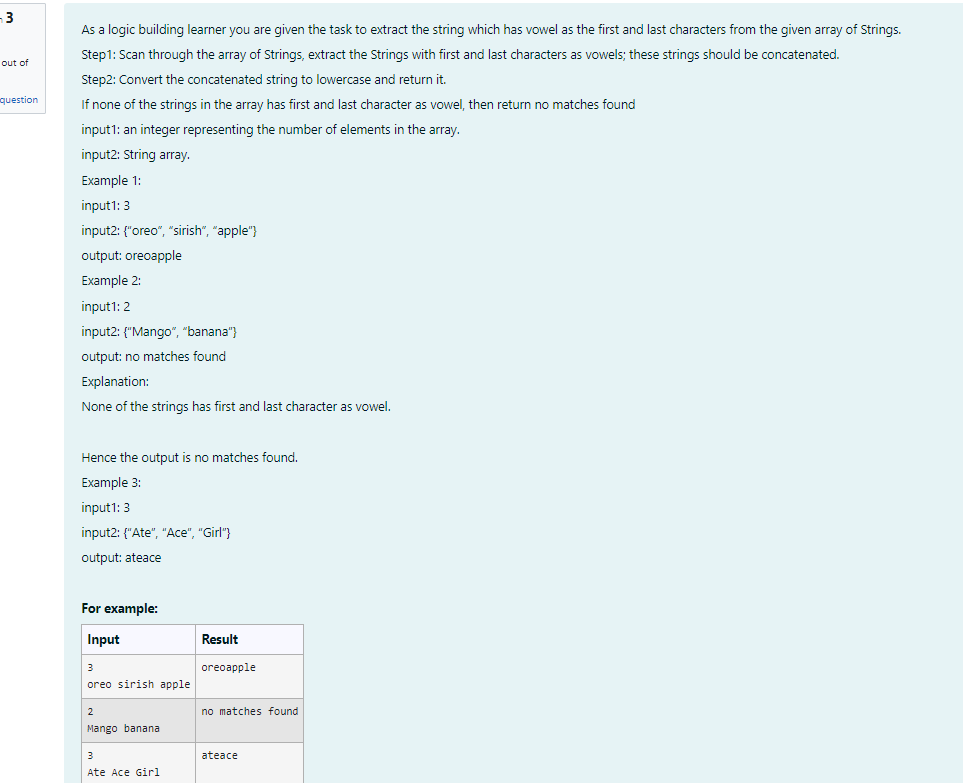 3
out of
question
As a logic building learner you are given the task to extract the string which has vowel as the first and last characters from the given array of Strings.
Step1: Scan through the array of Strings, extract the Strings with first and last characters as vowels; these strings should be concatenated.
Step2: Convert the concatenated string to lowercase and return it.
If none of the strings in the array has first and last character as vowel, then return no matches found
input1: an integer representing the number of elements in the array.
input2: String array.
Example 1:
input1: 3
input2: {"oreo", "sirish", "apple"}
output: oreoapple
Example 2:
input1: 2
input2: {"Mango", "banana"}
output: no matches found
Explanation:
None of the strings has first and last character as vowel.
Hence the output is no matches found.
Example 3:
input1: 3
input2: {"Ate", "Ace", "Girl"}
output: ateace
For example:
Input Result
3 oreoapple
oreo sirish apple
2 no matches found
Mango banana
3 ateace
Ate Ace Girl